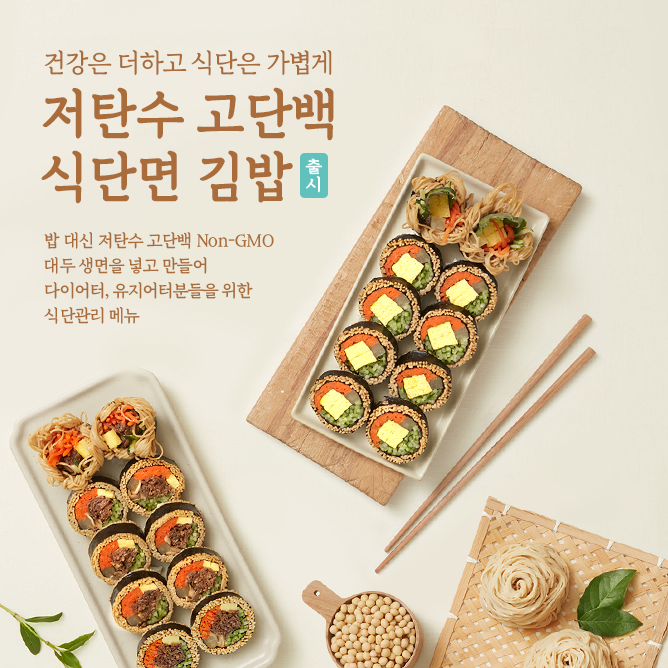 건강은 더하고 식단은 가볍게
저탄수 고단백
식단면 김밥 출시
밥 대신 저탄수 고단백 Non-GMO
대두 생면을 넣고 만들어
다이어터, 유지어터분들을 위한
식단관리 메뉴